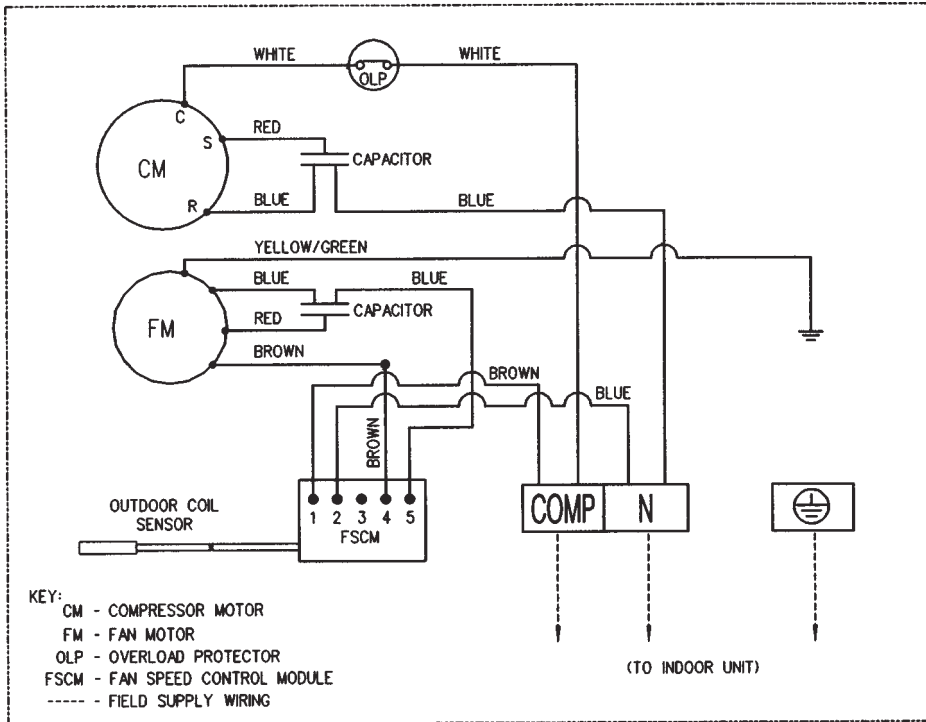 WHITE
WHITE
OLP
C
S
RED
CAPACITOR
CM
R
BLUE
BLUE
YELLOW/GREEN
BLUE
BLUE
CAPACITOR
RED
FM
BROWN
BROWN
BLUE
BROWN
1 2 3 4 5
FSCM
COMP N
OUTDOOR COIL
SENSOR
KEY:
CM - COMPRESSOR MOTOR
FM - FAN MOTOR
OLP - OVERLOAD PROTECTOR
FSCM - FAN SPEED CONTROL MODULE
----- - FIELD SUPPLY WIRING
(TO INDOOR UNIT)